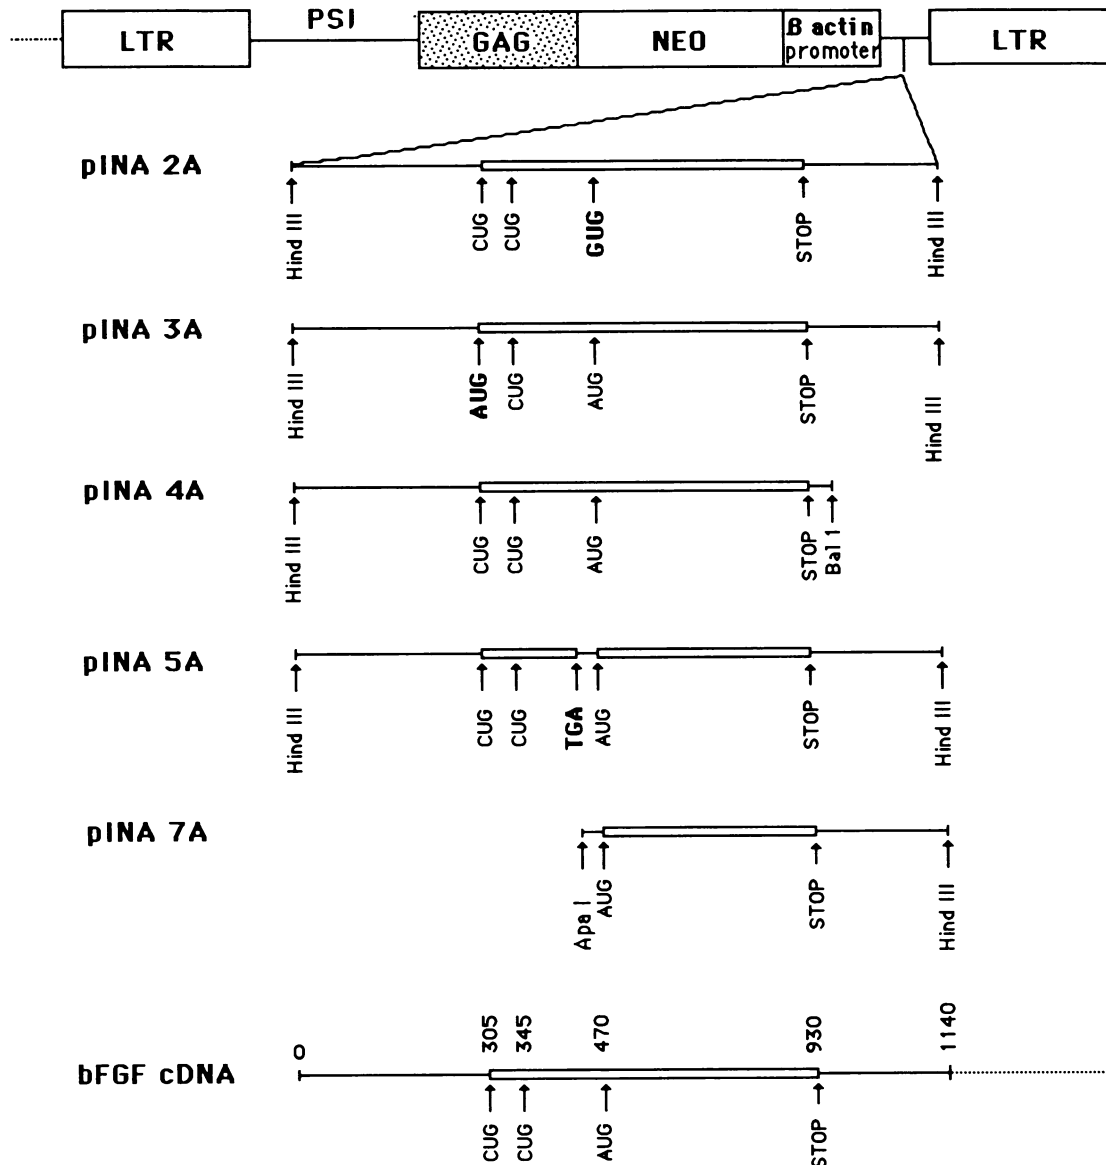 LTR PSI GAG NEO β actin promoter LTR
pINA 2A
Hind III CUG CUG GUG STOP Hind III
pINA 3A
Hind III AUG CUG AUG STOP Hind III
pINA 4A
Hind III CUG CUG AUG STOP Bal 1
pINA 5A
Hind III CUG CUG TGA AUG STOP Hind III
pINA 7A
Apa I AUG STOP Hind III
0 305 345 470 930 1140
bFGF cDNA
CUG CUG AUG STOP